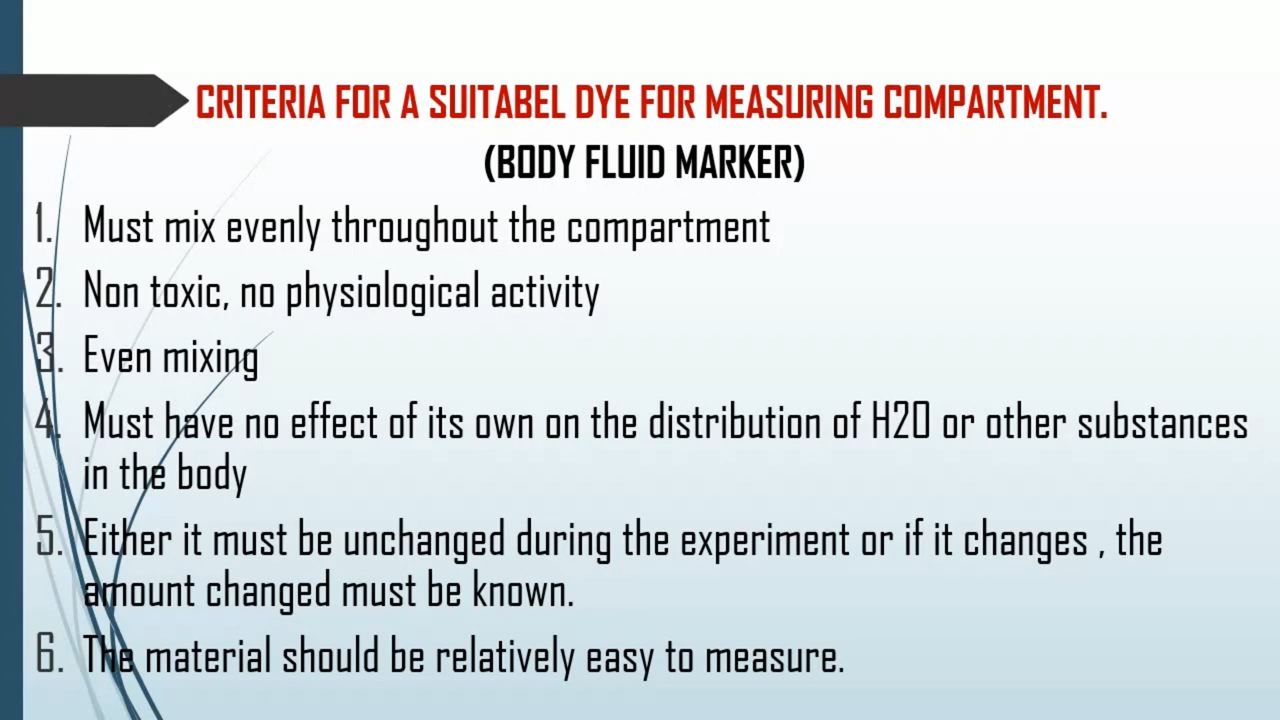 CRITERIA FOR A SUITABEL DYE FOR MEASURING COMPARTMENT.
(BODY FLUID MARKER)
1. Must mix evenly throughout the compartment
2. Non toxic, no physiological activity
3. Even mixing
4. Must have no effect of its own on the distribution of H2O or other substances
in the body
5. Either it must be unchanged during the experiment or if it changes , the
amount changed must be known.
6. The material should be relatively easy to measure.